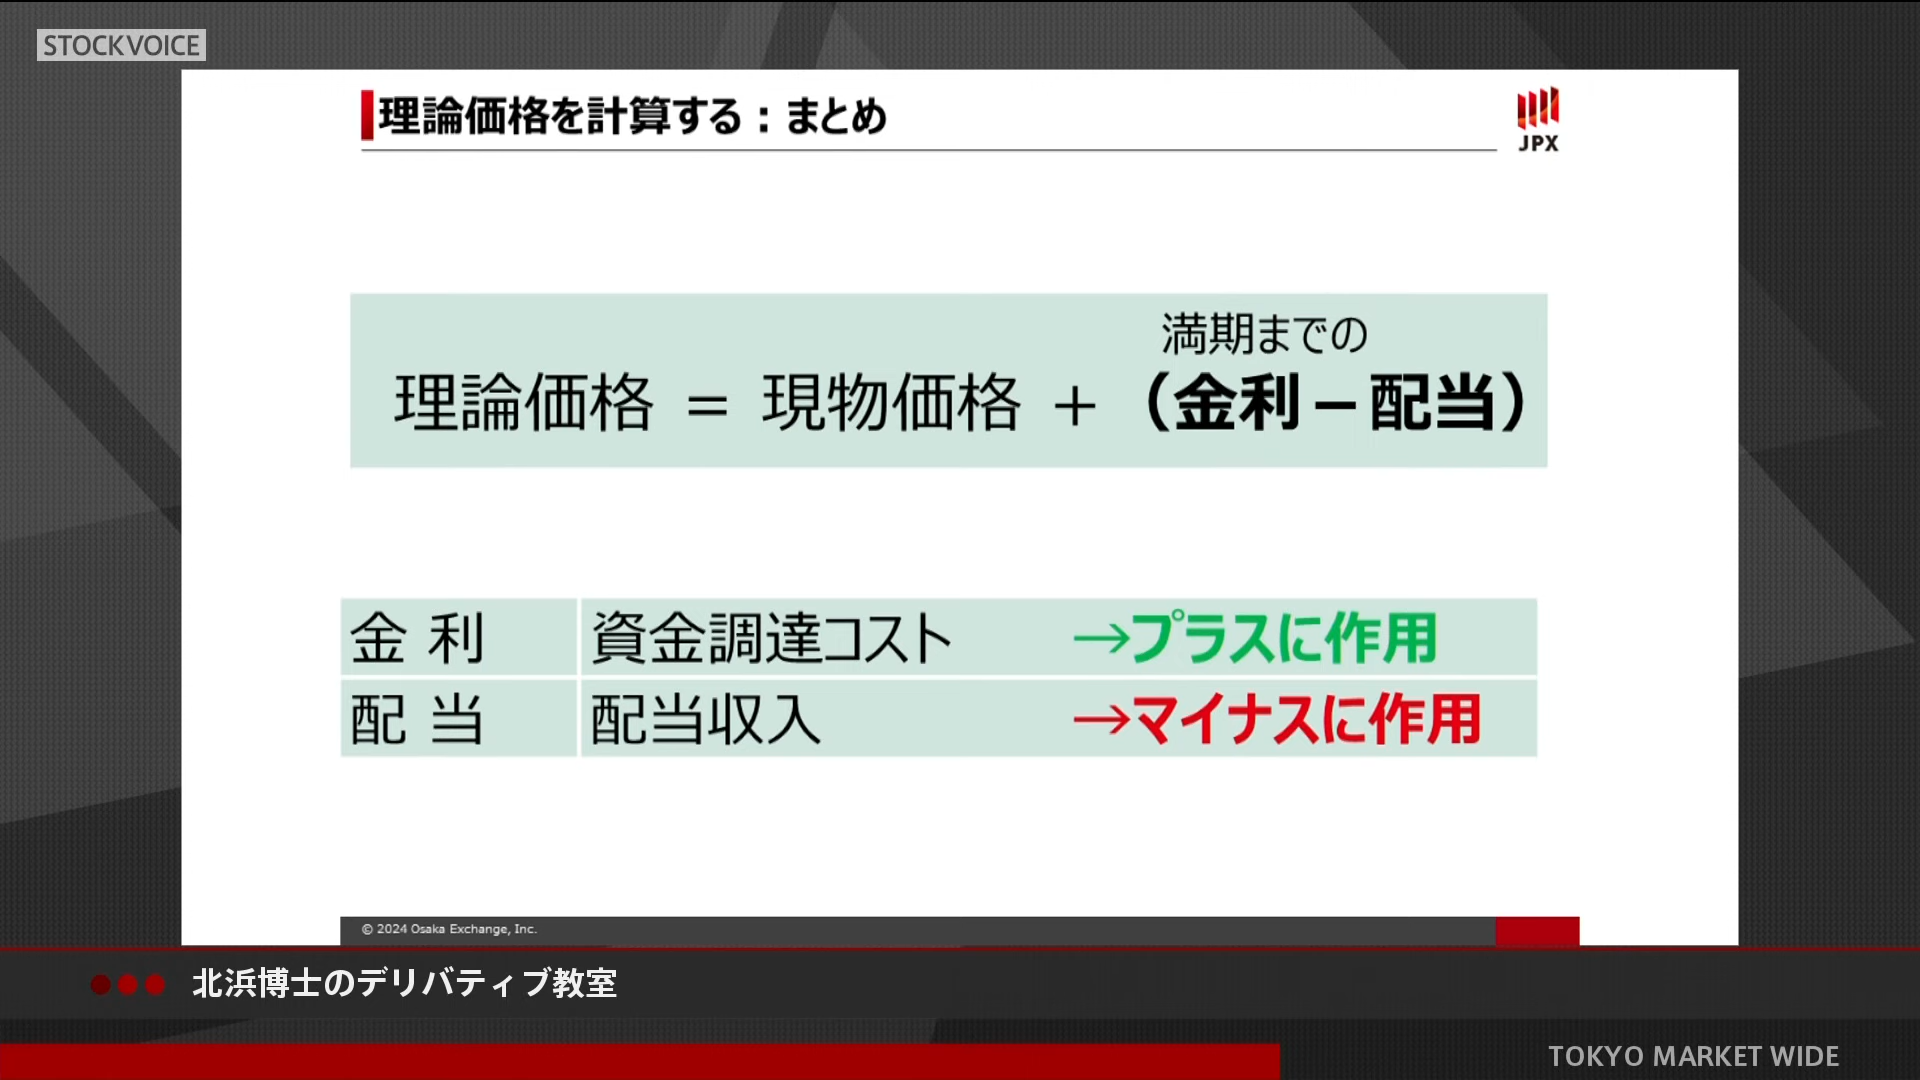 STOCKVOICE
理論価格を計算する：まとめ
JPX
満期までの
理論価格 = 現物価格 + （金利－配当）
金 利 資金調達コスト →プラスに作用
配 当 配当収入 →マイナスに作用
© 2024 Osaka Exchange, Inc.
北浜博士のデリバティブ教室
TOKYO MARKET WIDE